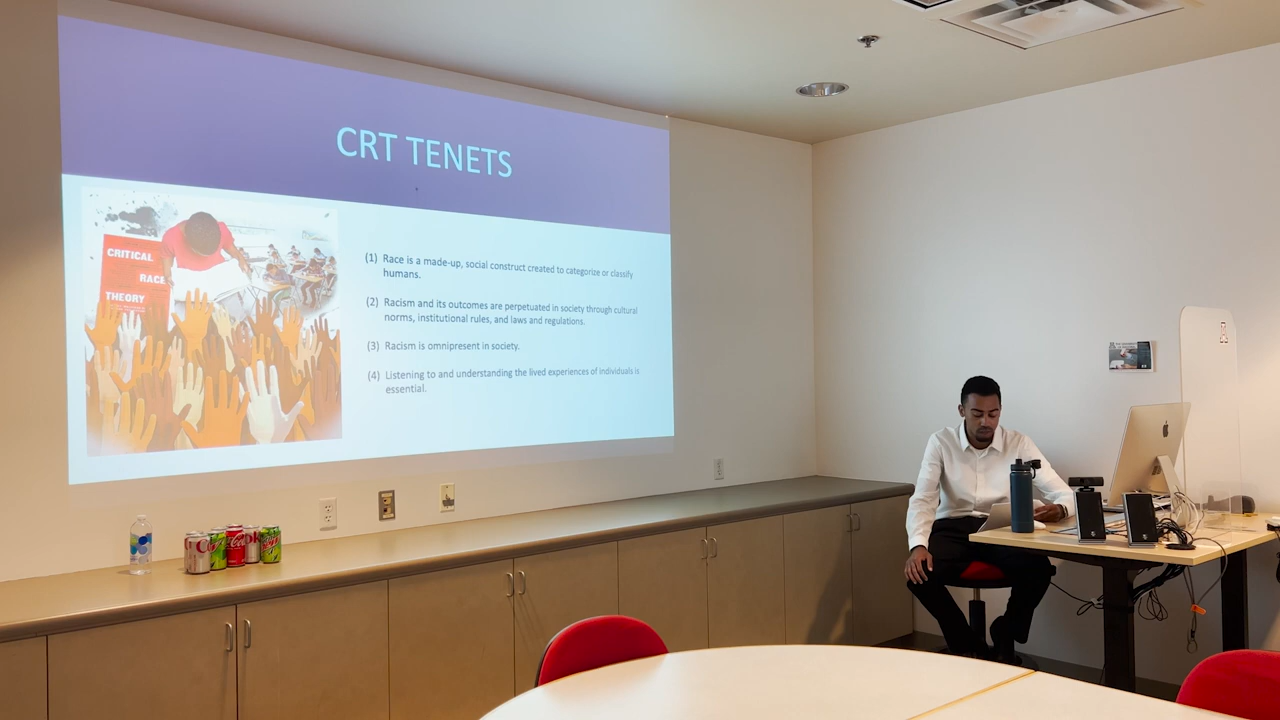 CRT TENETS
CRITICAL
RACE
THEORY
(1) Race is a made-up, social construct created to categorize or classify
humans.
(2) Racism and its outcomes are perpetuated in society through cultural
norms, institutional rules, and laws and regulations.
(3) Racism is omnipresent in society.
(4) Listening to and understanding the lived experiences of individuals is
essential.